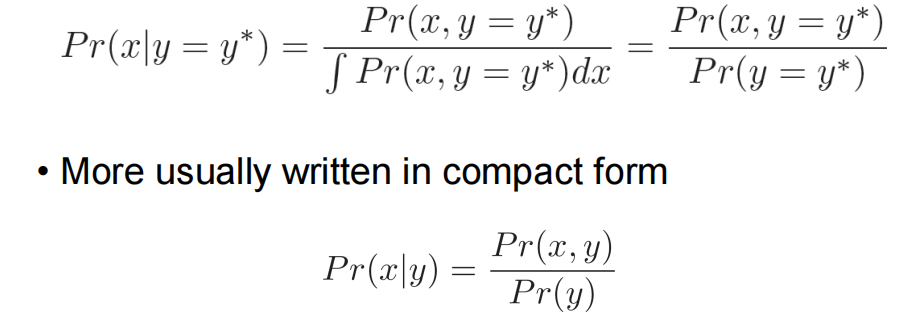 Pr(x|y = y*) = Pr(x, y = y*) / ∫ Pr(x, y = y*)dx = Pr(x, y = y*) / Pr(y = y*)
• More usually written in compact form
Pr(x|y) = Pr(x, y) / Pr(y)